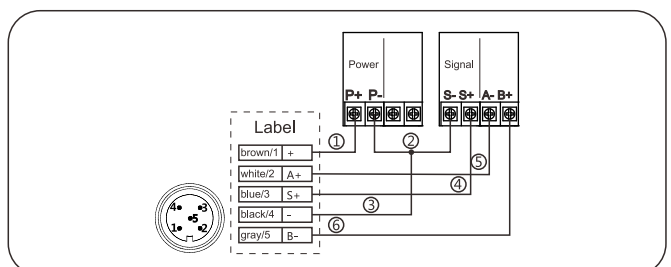 Power
Signal
P+ P-
S- S+ A- B+
Label
① ②
brown/1 +
white/2 A+
⑤
blue/3 S+
④
black/4 -
③
gray/5 B-
⑥
4 3
5
1 2